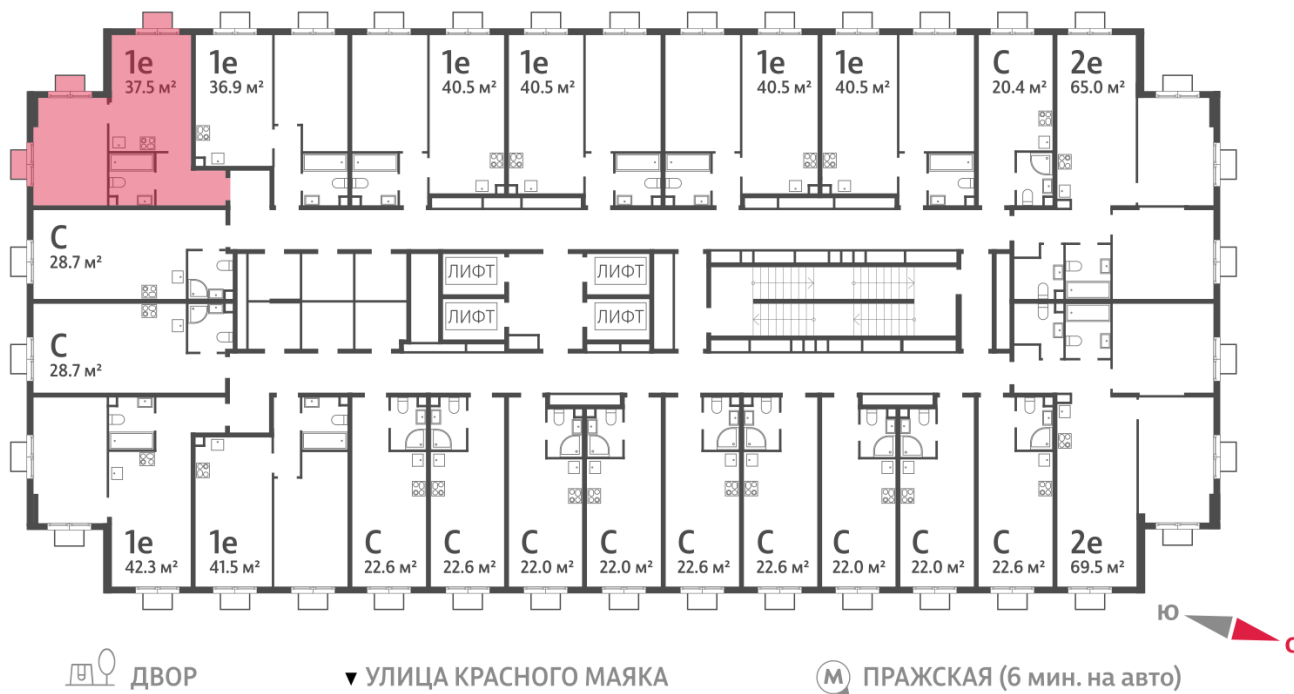 1е
37.5 м²
1е
36.9 м²
1е
40.5 м²
1е
40.5 м²
1е
40.5 м²
1е
40.5 м²
С
20.4 м²
2е
65.0 м²
С
28.7 м²
ЛИФТ
ЛИФТ
ЛИФТ
ЛИФТ
С
28.7 м²
1е
42.3 м²
1е
41.5 м²
С
22.6 м²
С
22.6 м²
С
22.0 м²
С
22.0 м²
С
22.6 м²
С
22.6 м²
С
22.0 м²
С
22.0 м²
С
22.6 м²
2е
69.5 м²
Ю
С
ДВОР
▼ УЛИЦА КРАСНОГО МАЯКА
М ПРАЖСКАЯ (6 мин. на авто)